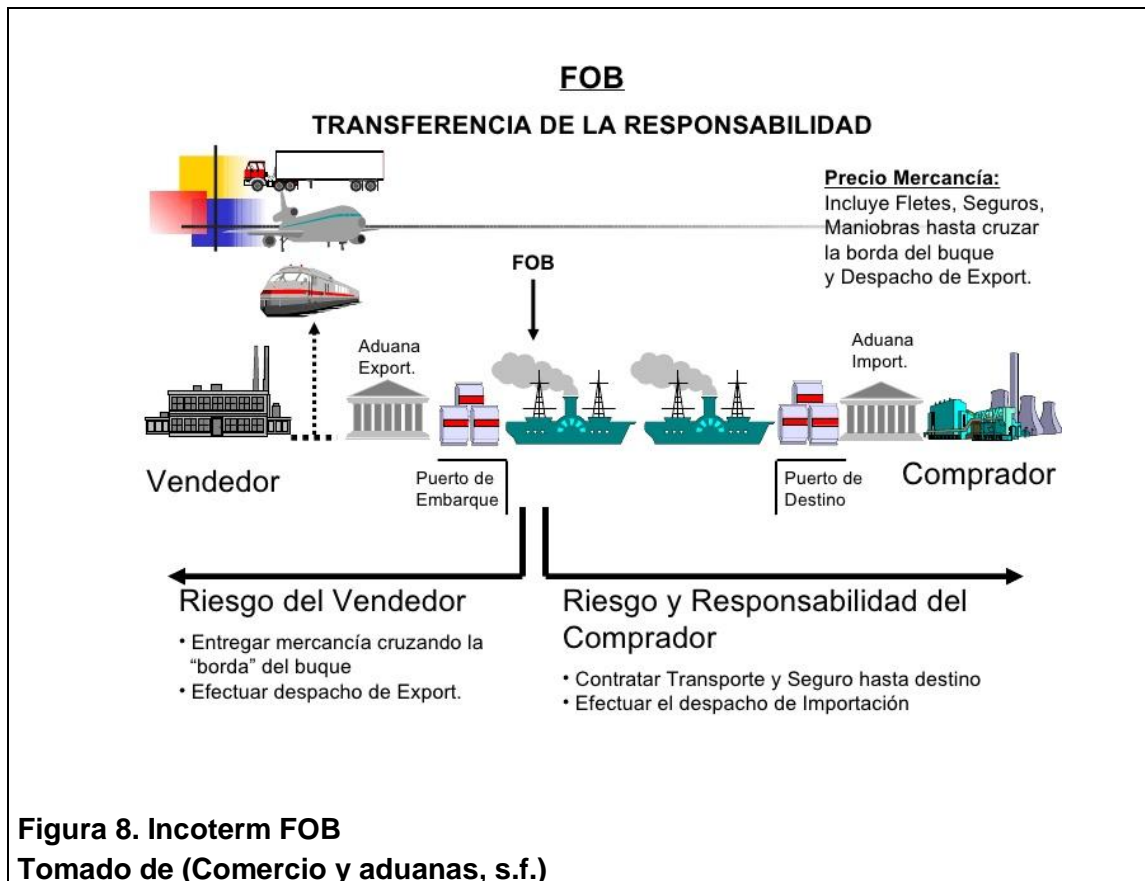 FOB
TRANSFERENCIA DE LA RESPONSABILIDAD
Precio Mercancía:
Incluye Fletes, Seguros,
Maniobras hasta cruzar
la borda del buque
y Despacho de Export.
FOB
Aduana
Export.
Aduana
Import.
Vendedor
Puerto de
Embarque
Puerto de
Destino
Comprador
Riesgo del Vendedor
• Entregar mercancía cruzando la
“borda” del buque
• Efectuar despacho de Export.
Riesgo y Responsabilidad del
Comprador
• Contratar Transporte y Seguro hasta destino
• Efectuar el despacho de Importación
Figura 8. Incoterm FOB
Tomado de (Comercio y aduanas, s.f.)